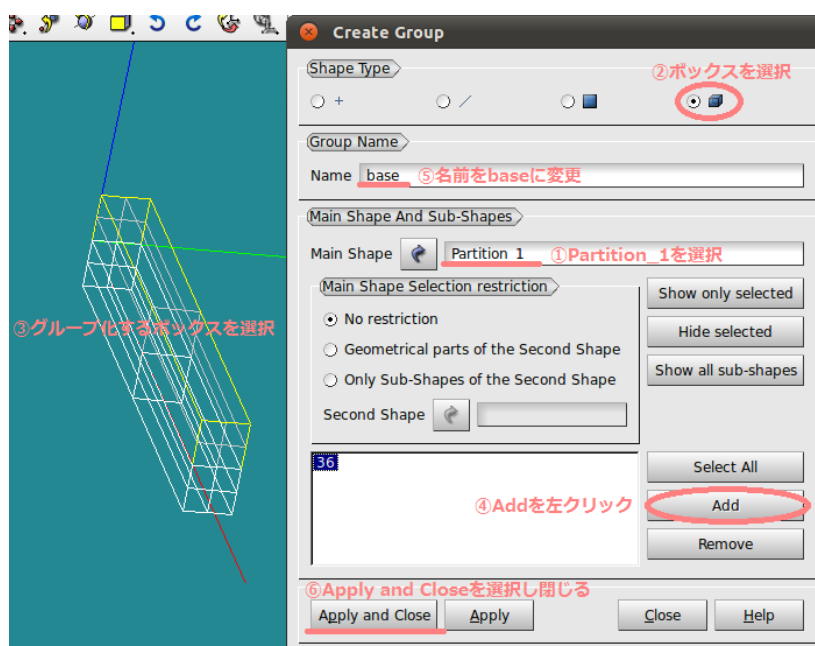 Create Group
Shape Type
②ボックスを選択
Group Name
Name base ⑤名前をbaseに変更
Main Shape And Sub-Shapes
Main Shape Partition_1 ①Partition_1を選択
Main Shape Selection restriction
Show only selected
No restriction
Hide selected
③グループ化するボックスを選択
Geometrical parts of the Second Shape
Show all sub-shapes
Only Sub-Shapes of the Second Shape
Second Shape
36
Select All
④Addを左クリック
Add
Remove
⑥Apply and Closeを選択し閉じる
Apply and Close Apply Close Help